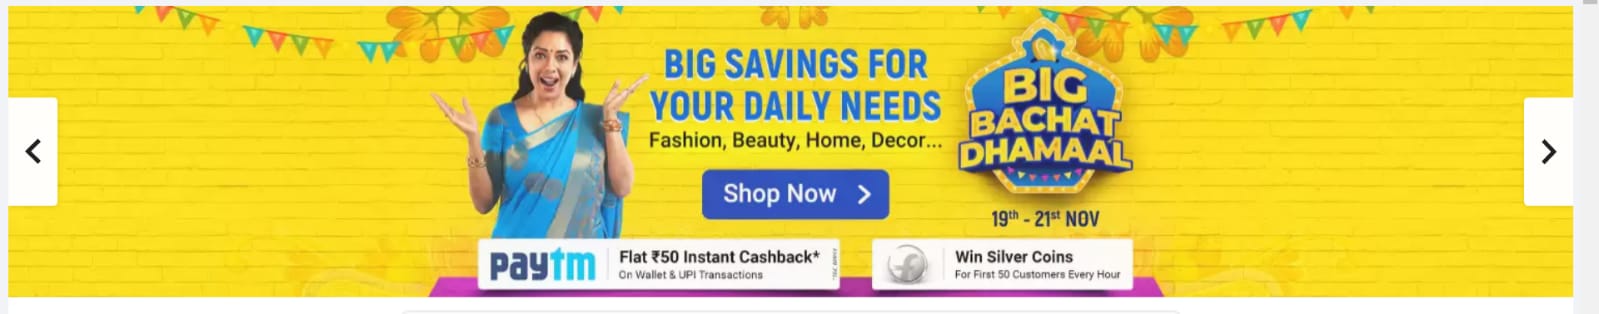 BIG SAVINGS FOR
YOUR DAILY NEEDS
Fashion, Beauty, Home, Decor...
Shop Now
BIG
BACHAT
DHAMAAL
19th - 21st NOV
paytm
Flat ₹50 Instant Cashback*
On Wallet & UPI Transactions
Win Silver Coins
For First 50 Customers Every Hour